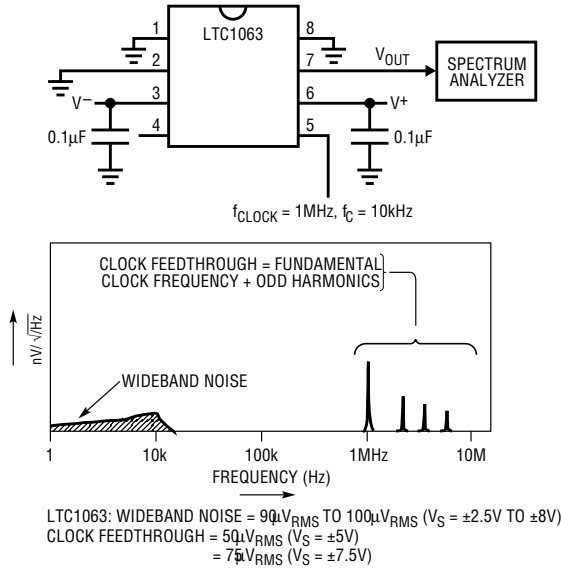 LTC1063
1
2
3
4
8
7
6
5
V–
V+
0.1μF
0.1μF
VOUT
SPECTRUM
ANALYZER
fCLOCK = 1MHz, fC = 10kHz
CLOCK FEEDTHROUGH = FUNDAMENTAL
CLOCK FREQUENCY + ODD HARMONICS
nV/√/Hz
WIDEBAND NOISE
1 10k 100k 1MHz 10M
FREQUENCY (Hz)
LTC1063: WIDEBAND NOISE = 90μVRMS TO 100μVRMS (VS = ±2.5V TO ±8V)
CLOCK FEEDTHROUGH = 50μVRMS (VS = ±5V)
= 75μVRMS (VS = ±7.5V)